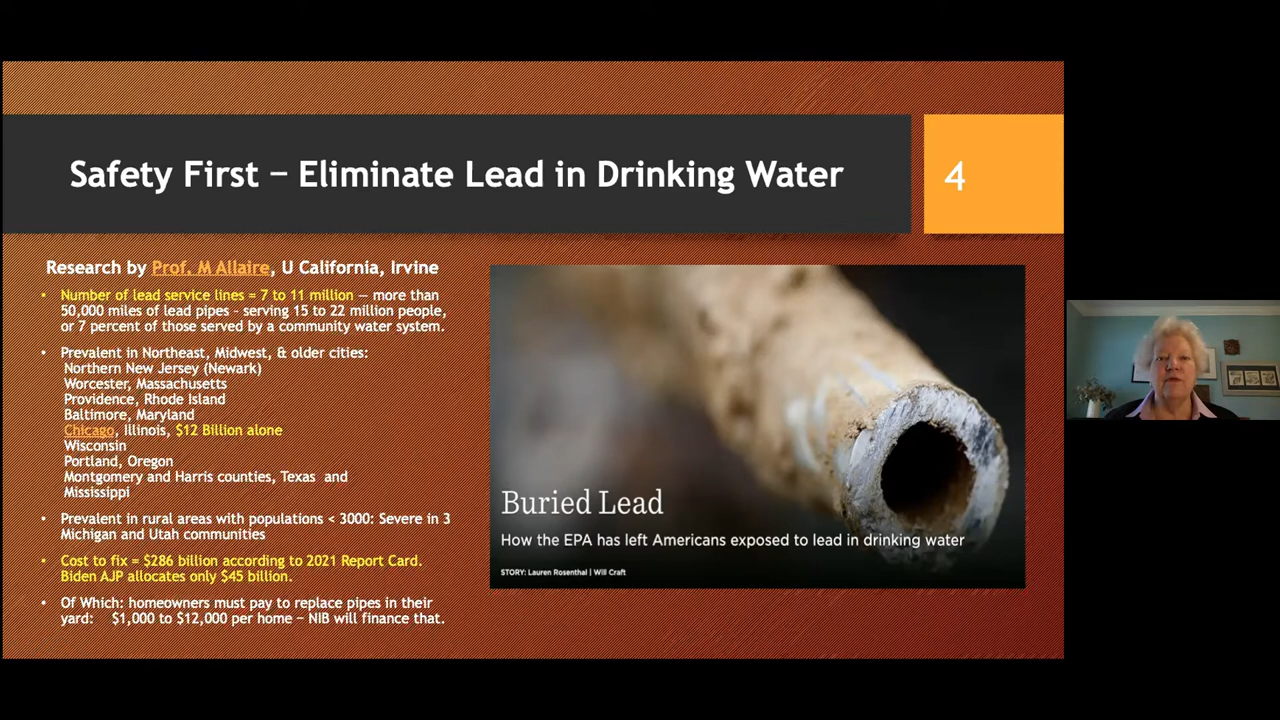 Safety First – Eliminate Lead in Drinking Water
4
Research by Prof. M Allaire, U California, Irvine
• Number of lead service lines = 7 to 11 million — more than
50,000 miles of lead pipes - serving 15 to 22 million people,
or 7 percent of those served by a community water system.
• Prevalent in Northeast, Midwest, & older cities:
Northern New Jersey (Newark)
Worcester, Massachusetts
Providence, Rhode Island
Baltimore, Maryland
Chicago, Illinois, $12 Billion alone
Wisconsin
Portland, Oregon
Montgomery and Harris counties, Texas and
Mississippi
• Prevalent in rural areas with populations < 3000: Severe in 3
Michigan and Utah communities
• Cost to fix = $286 billion according to 2021 Report Card.
Biden AJP allocates only $45 billion.
• Of Which: homeowners must pay to replace pipes in their
yard: $1,000 to $12,000 per home – NIB will finance that.
Buried Lead
How the EPA has left Americans exposed to lead in drinking water
STORY: Lauren Rosenthal | Will Craft